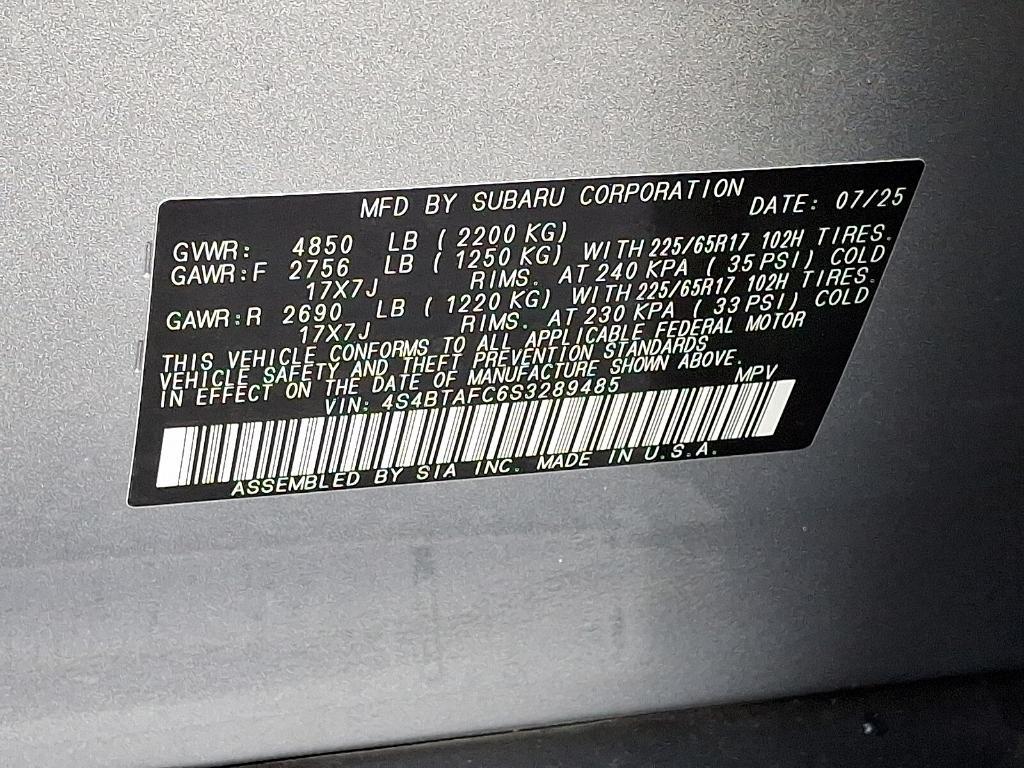 MFD BY SUBARU CORPORATION DATE: 07/25
GVWR: 4850 LB (2200 KG)
GAWR:F 2756 LB (1250 KG) WITH 225/65R17 102H TIRES.
17X7J RIMS. AT 240 KPA (35 PSI) COLD
GAWR:R 2690 LB (1220 KG) WITH 225/65R17 102H TIRES.
17X7J RIMS. AT 230 KPA (33 PSI) COLD
THIS VEHICLE CONFORMS TO ALL APPLICABLE FEDERAL MOTOR
VEHICLE SAFETY AND THEFT PREVENTION STANDARDS
IN EFFECT ON THE DATE OF MANUFACTURE SHOWN ABOVE.
VIN: 4S4BTAFC6S3289485 MPV
ASSEMBLED BY SIA INC. MADE IN U.S.A.